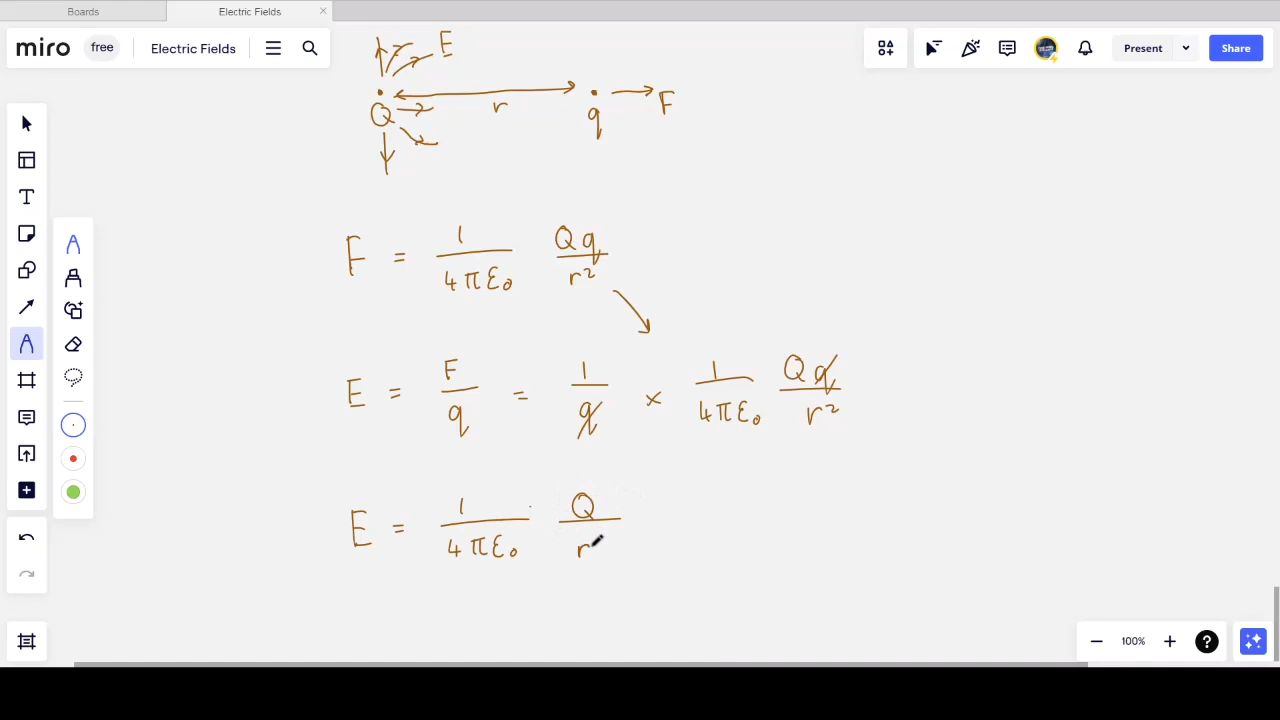 Boards
Electric Fields
miro free Electric Fields
Present
Share
E
Q r q F
F = 1/4πε₀ Qq/r²
E = F/q = 1/q × 1/4πε₀ Qq/r²
E = 1/4πε₀ Q/r
100%
?